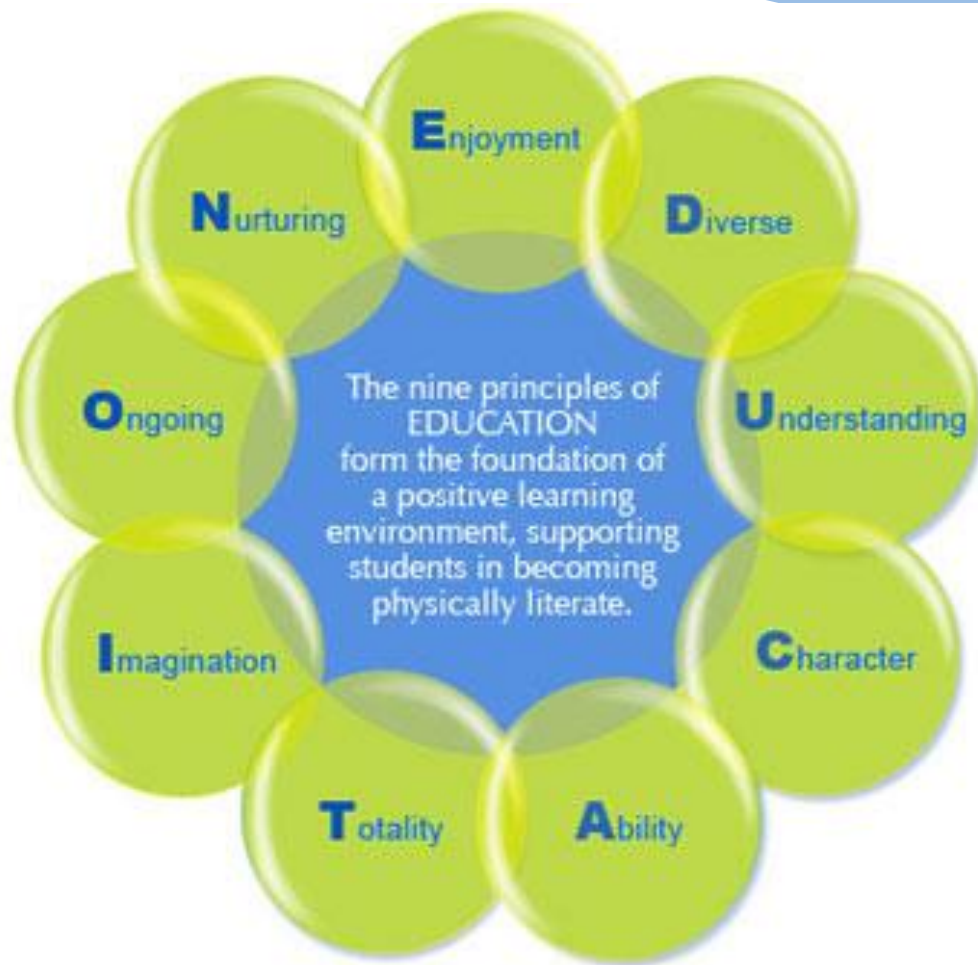 Enjoyment
Diverse
Understanding
Character
Ability
Totality
Imagination
Ongoing
Nurturing
The nine principles of
EDUCATION
form the foundation of
a positive learning
environment, supporting
students in becoming
physically literate.